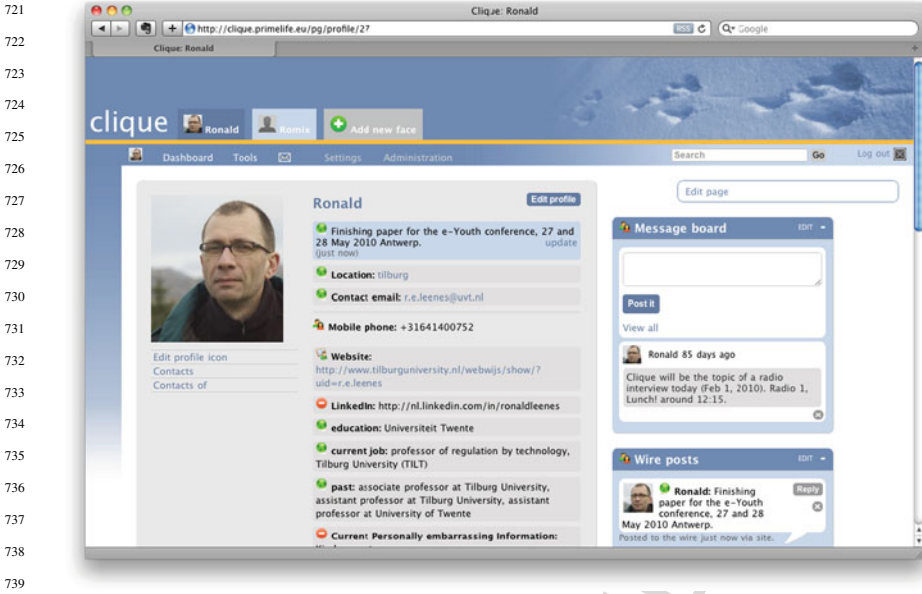 721
722
723
724
725
726
727
728
729
730
731
732
733
734
735
736
737
738
739
Clique: Ronald
http://clique.primelife.eu/pg/profile/27
RSS
Google
Clique: Ronald
clique
Ronald
Romix
Add new face
Dashboard Tools Settings Administration
Search
Go
Log out
Edit profile icon
Contacts
Contacts of
Ronald
Edit profile
Finishing paper for the e-Youth conference, 27 and
28 May 2010 Antwerp. update
(just now)
Location: tilburg
Contact email: r.e.leenes@uvt.nl
Mobile phone: +31641400752
Website:
http://www.tilburguniversity.nl/webwijs/show/?
uid=r.e.leenes
LinkedIn: http://nl.linkedin.com/in/ronaldleenes
education: Universiteit Twente
current job: professor of regulation by technology,
Tilburg University (TILT)
past: associate professor at Tilburg University,
assistant professor at Tilburg University, assistant
professor at University of Twente
Current Personally embarrassing Information:
Edit page
Message board
EDIT
Post it
View all
Ronald 85 days ago
Clique will be the topic of a radio
interview today (Feb 1, 2010). Radio 1,
Lunch! around 12:15.
Wire posts
EDIT
Ronald: Finishing
paper for the e-Youth
conference, 27 and 28
May 2010 Antwerp.
Reply
Posted to the wire just now via site.